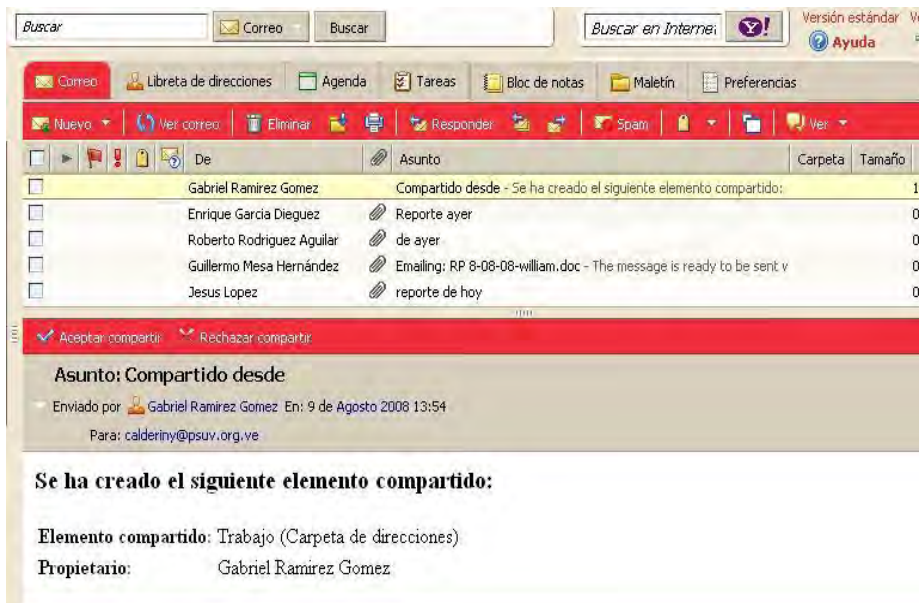 Buscar Correo Buscar Buscar en Interne Y! Versión estándar
Ayuda
Correo Libreta de direcciones Agenda Tareas Bloc de notas Maletín Preferencias
Nuevo Ver correo Eliminar Responder Spam Ver
De Asunto Carpeta Tamaño
Gabriel Ramirez Gomez Compartido desde - Se ha creado el siguiente elemento compartido: 1
Enrique Garcia Dieguez Reporte ayer 0
Roberto Rodriguez Aguilar de ayer 0
Guillermo Mesa Hernández Emailing: RP 8-08-08-william.doc - The message is ready to be sent v 0
Jesus Lopez reporte de hoy 0
Aceptar compartir Rechazar compartir
Asunto: Compartido desde
Enviado por Gabriel Ramirez Gomez En: 9 de Agosto 2008 13:54
Para: calderiny@psuv.org.ve
Se ha creado el siguiente elemento compartido:
Elemento compartido: Trabajo (Carpeta de direcciones)
Propietario: Gabriel Ramirez Gomez